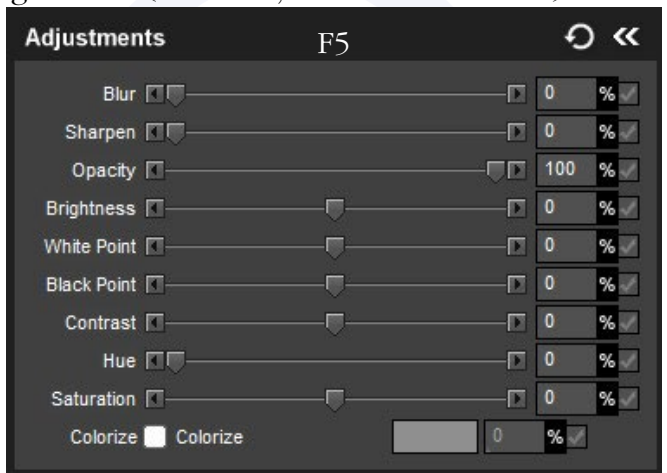 Adjustments F5
Blur 0 %
Sharpen 0 %
Opacity 100 %
Brightness 0 %
White Point 0 %
Black Point 0 %
Contrast 0 %
Hue 0 %
Saturation 0 %
Colorize Colorize 0 %